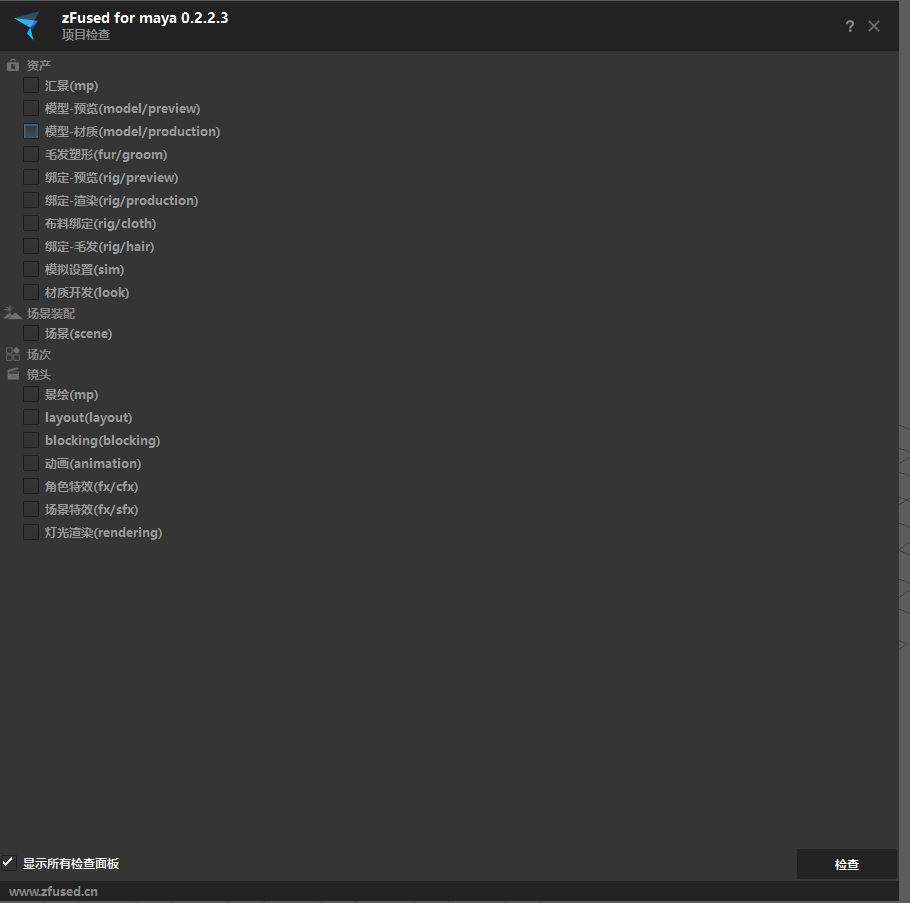 zFused for maya 0.2.2.3
项目检查
?
资产
汇景(mp)
模型-预览(model/preview)
模型-材质(model/production)
毛发塑形(fur/groom)
绑定-预览(rig/preview)
绑定-渲染(rig/production)
布料绑定(rig/cloth)
绑定-毛发(rig/hair)
模拟设置(sim)
材质开发(look)
场景装配
场景(scene)
场次
镜头
景绘(mp)
layout(layout)
blocking(blocking)
动画(animation)
角色特效(fx/cfx)
场景特效(fx/sfx)
灯光渲染(rendering)
显示所有检查面板
检查
www.zfused.cn